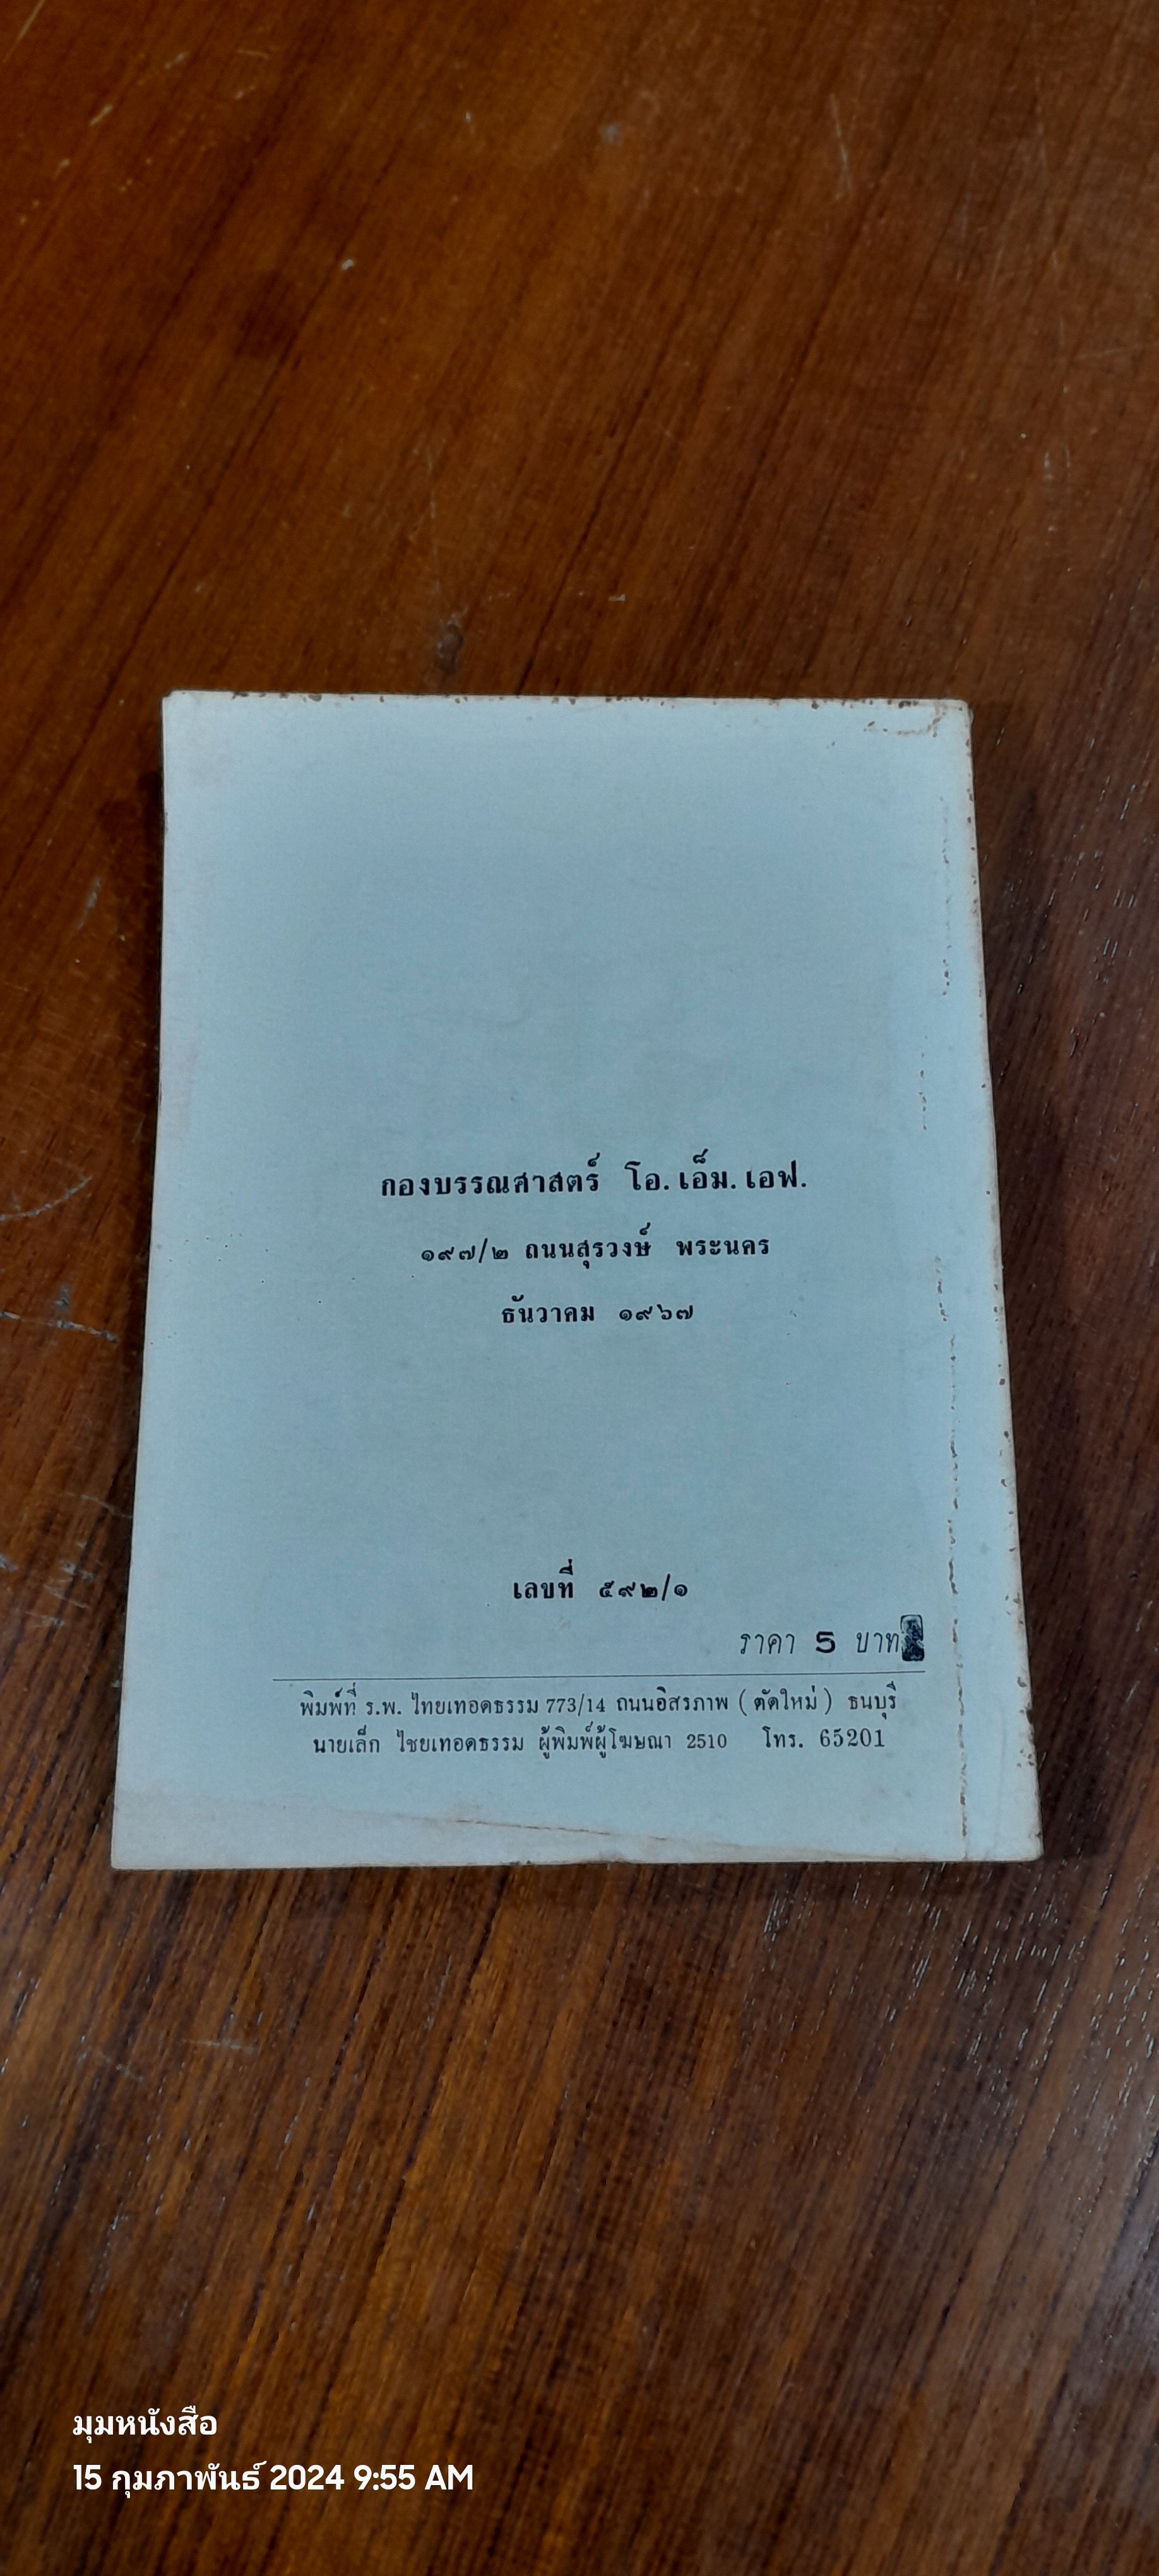 กองบรรณศาสตร์ โอ. เอ็ม. เอฟ.
๑๙๗/๒ ถนนสุรวงษ์ พระนคร
ธันวาคม ๑๙๖๗
เลขที่ ๕๙๒/๑
ราคา 5 บาท
พิมพ์ที่ ร.พ. ไทยเทอดธรรม 773/14 ถนนอิสรภาพ ( ตัดใหม่ ) ธนบุรี
นายเล็ก ไชยเทอดธรรม ผู้พิมพ์ผู้โฆษณา 2510 โทร. 65201
มุมหนังสือ
15 กุมภาพันธ์ 2024 9:55 AM